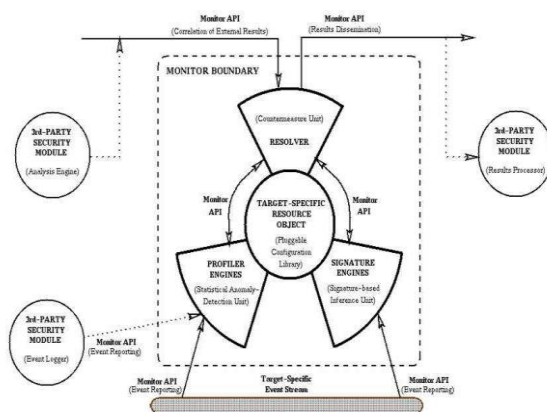 Monitor API
(Correlation of External Results)
Monitor API
(Results Dissemination)
MONITOR BOUNDARY
(Countermeasure Unit)
RESOLVER
3rd-PARTY
SECURITY
MODULE
(Analysis Engine)
3rd-PARTY
SECURITY
MODULE
(Results Processor)
Monitor
API
Monitor
API
TARGET-SPECIFIC
RESOURCE
OBJECT
(Pluggable
Configuration
Library)
PROFILER
ENGINES
(Statistical Anomaly-
Detection Unit)
SIGNATURE
ENGINES
(Signature-based
Inference Unit)
3rd-PARTY
SECURITY
MODULE
(Event Logger)
Monitor API
(Event Reporting)
Monitor API
(Event Reporting)
Target-Specific
Event Stream
Monitor API
(Event Reporting)